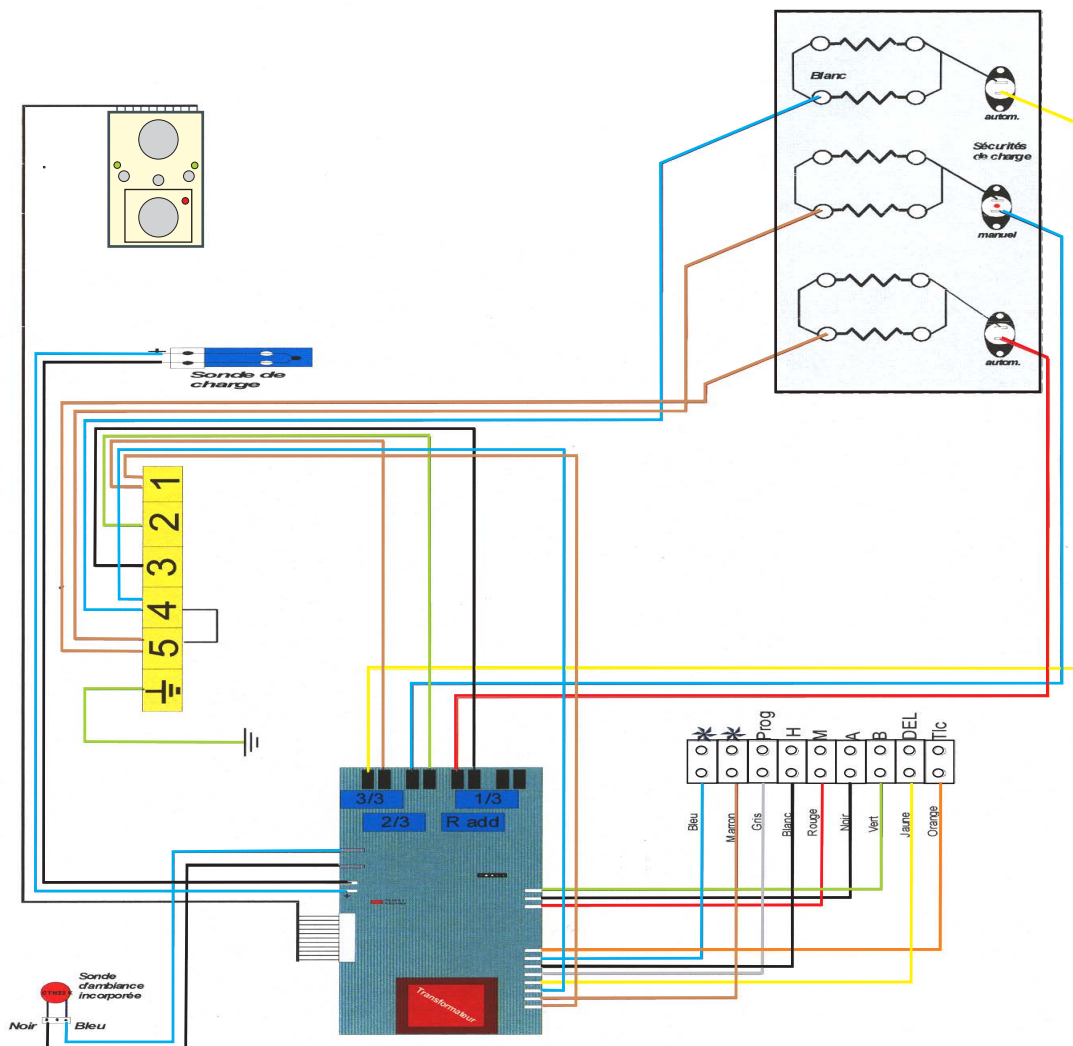 Blanc
autom.
Sécurités
de charge
manuel
autom.
Sonde de
charge
1
2
3
4
5
Prog
H
M
A
B
DEL
Tic
Bleu
Marron
Gris
Blanc
Rouge
Noir
Vert
Jaune
Orange
3/3
1/3
2/3
R add
+
Transformateur
Sonde
d'ambiance
incorporée
Noir
Bleu